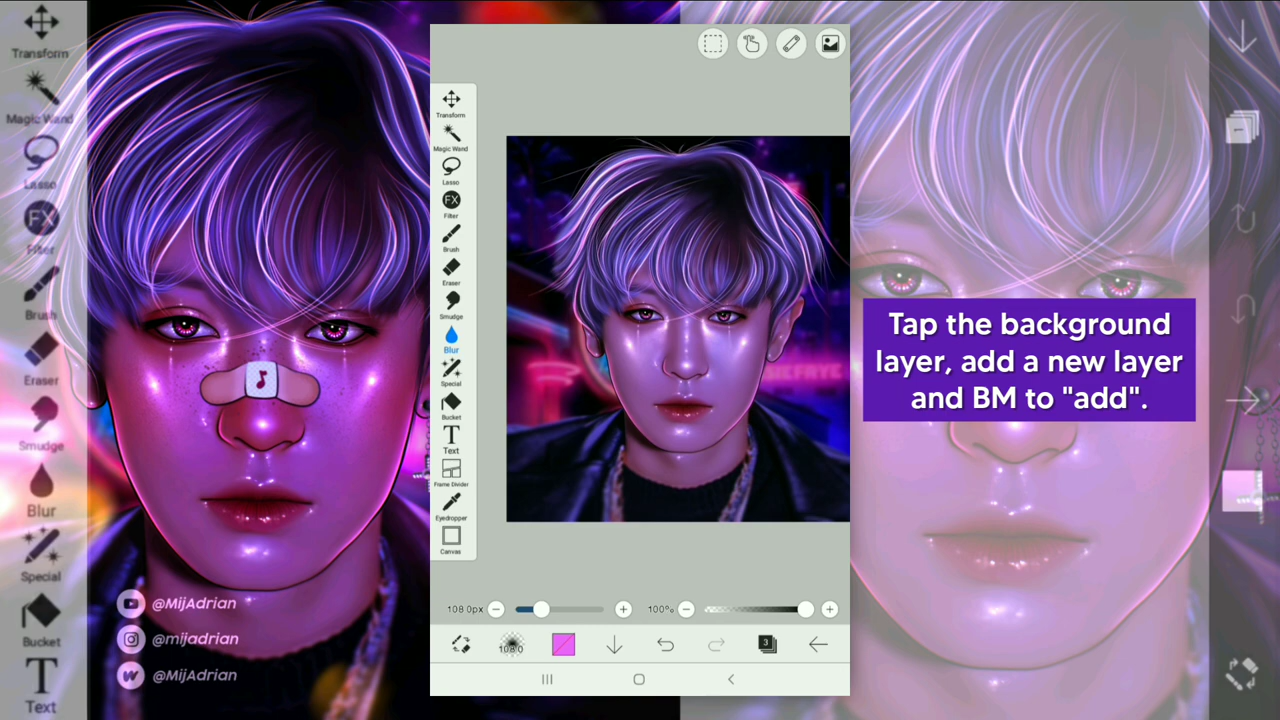 Transform
Magic Wand
Lasso
FX
Filter
Brush
Eraser
Smudge
Blur
Special
Bucket
T
Text
@MijAdrian
@mijadrian
@MijAdrian
Transform
Magic Wand
Lasso
FX
Filter
Brush
Eraser
Smudge
Blur
Special
Bucket
T
Text
Frame Divider
Eyedropper
Canvas
108.0px
100%
108.0
3
Tap the background
layer, add a new layer
and BM to "add".